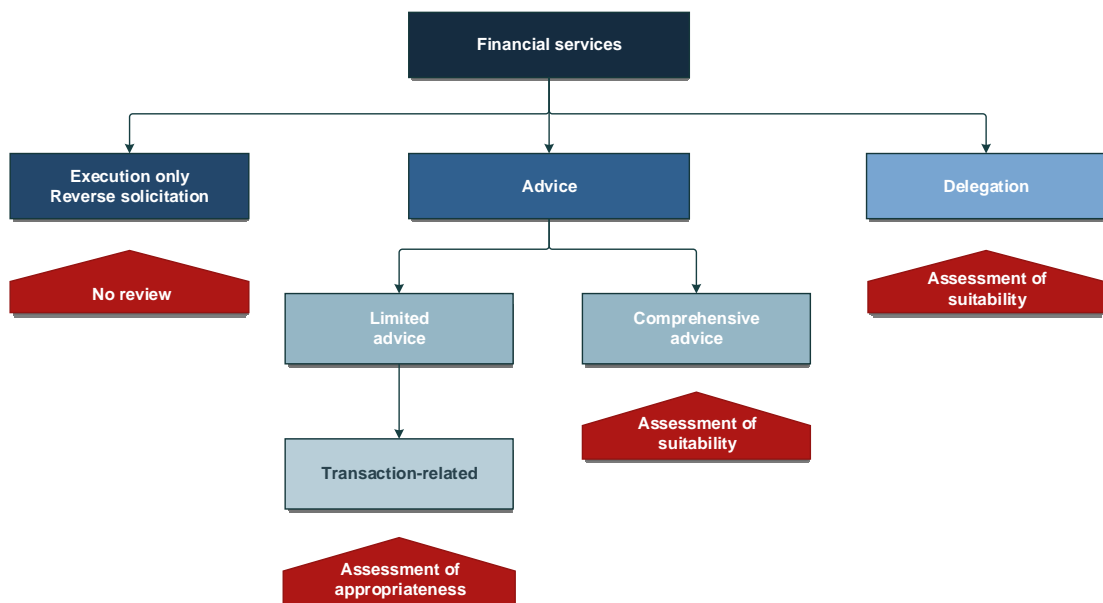 Financial services
Execution only
Reverse solicitation
Advice
Delegation
No review
Limited
advice
Comprehensive
advice
Assessment of
suitability
Assessment of
suitability
Transaction-related
Assessment of
appropriateness